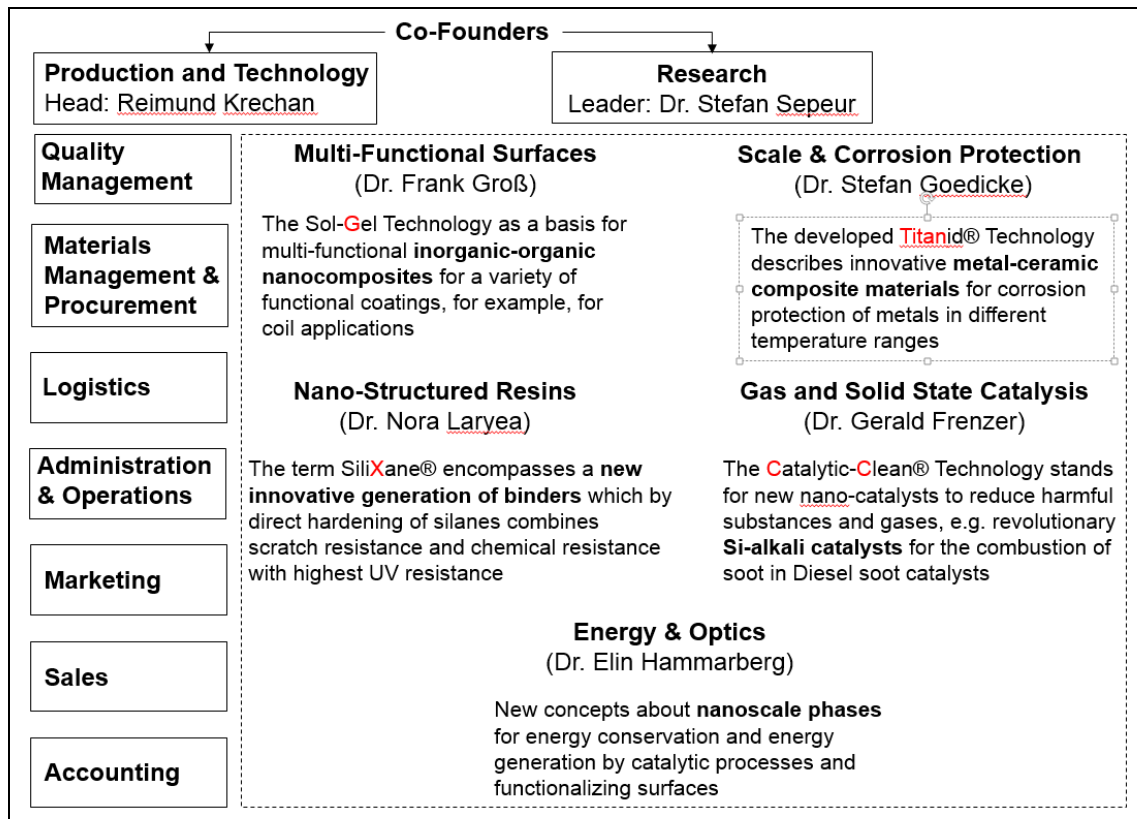 Co-Founders
Production and Technology
Head: Reimund Krechan
Research
Leader: Dr. Stefan Sepeur
Quality
Management
Materials
Management &
Procurement
Logistics
Administration
& Operations
Marketing
Sales
Accounting
Multi-Functional Surfaces
(Dr. Frank Groß)
The Sol-Gel Technology as a basis for
multi-functional inorganic-organic
nanocomposites for a variety of
functional coatings, for example, for
coil applications
Scale & Corrosion Protection
(Dr. Stefan Goedicke)
The developed Titanid® Technology
describes innovative metal-ceramic
composite materials for corrosion
protection of metals in different
temperature ranges
Nano-Structured Resins
(Dr. Nora Laryea)
The term SiliXane® encompasses a new
innovative generation of binders which by
direct hardening of silanes combines
scratch resistance and chemical resistance
with highest UV resistance
Gas and Solid State Catalysis
(Dr. Gerald Frenzer)
The Catalytic-Clean® Technology stands
for new nano-catalysts to reduce harmful
substances and gases, e.g. revolutionary
Si-alkali catalysts for the combustion of
soot in Diesel soot catalysts
Energy & Optics
(Dr. Elin Hammarberg)
New concepts about nanoscale phases
for energy conservation and energy
generation by catalytic processes and
functionalizing surfaces